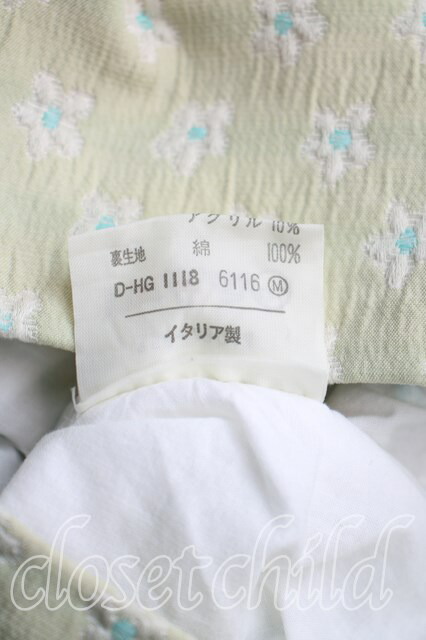 アクリル 10%
裏生地 綿 100%
D-HG 1118 6116 Ⓜ
イタリア製
closet child